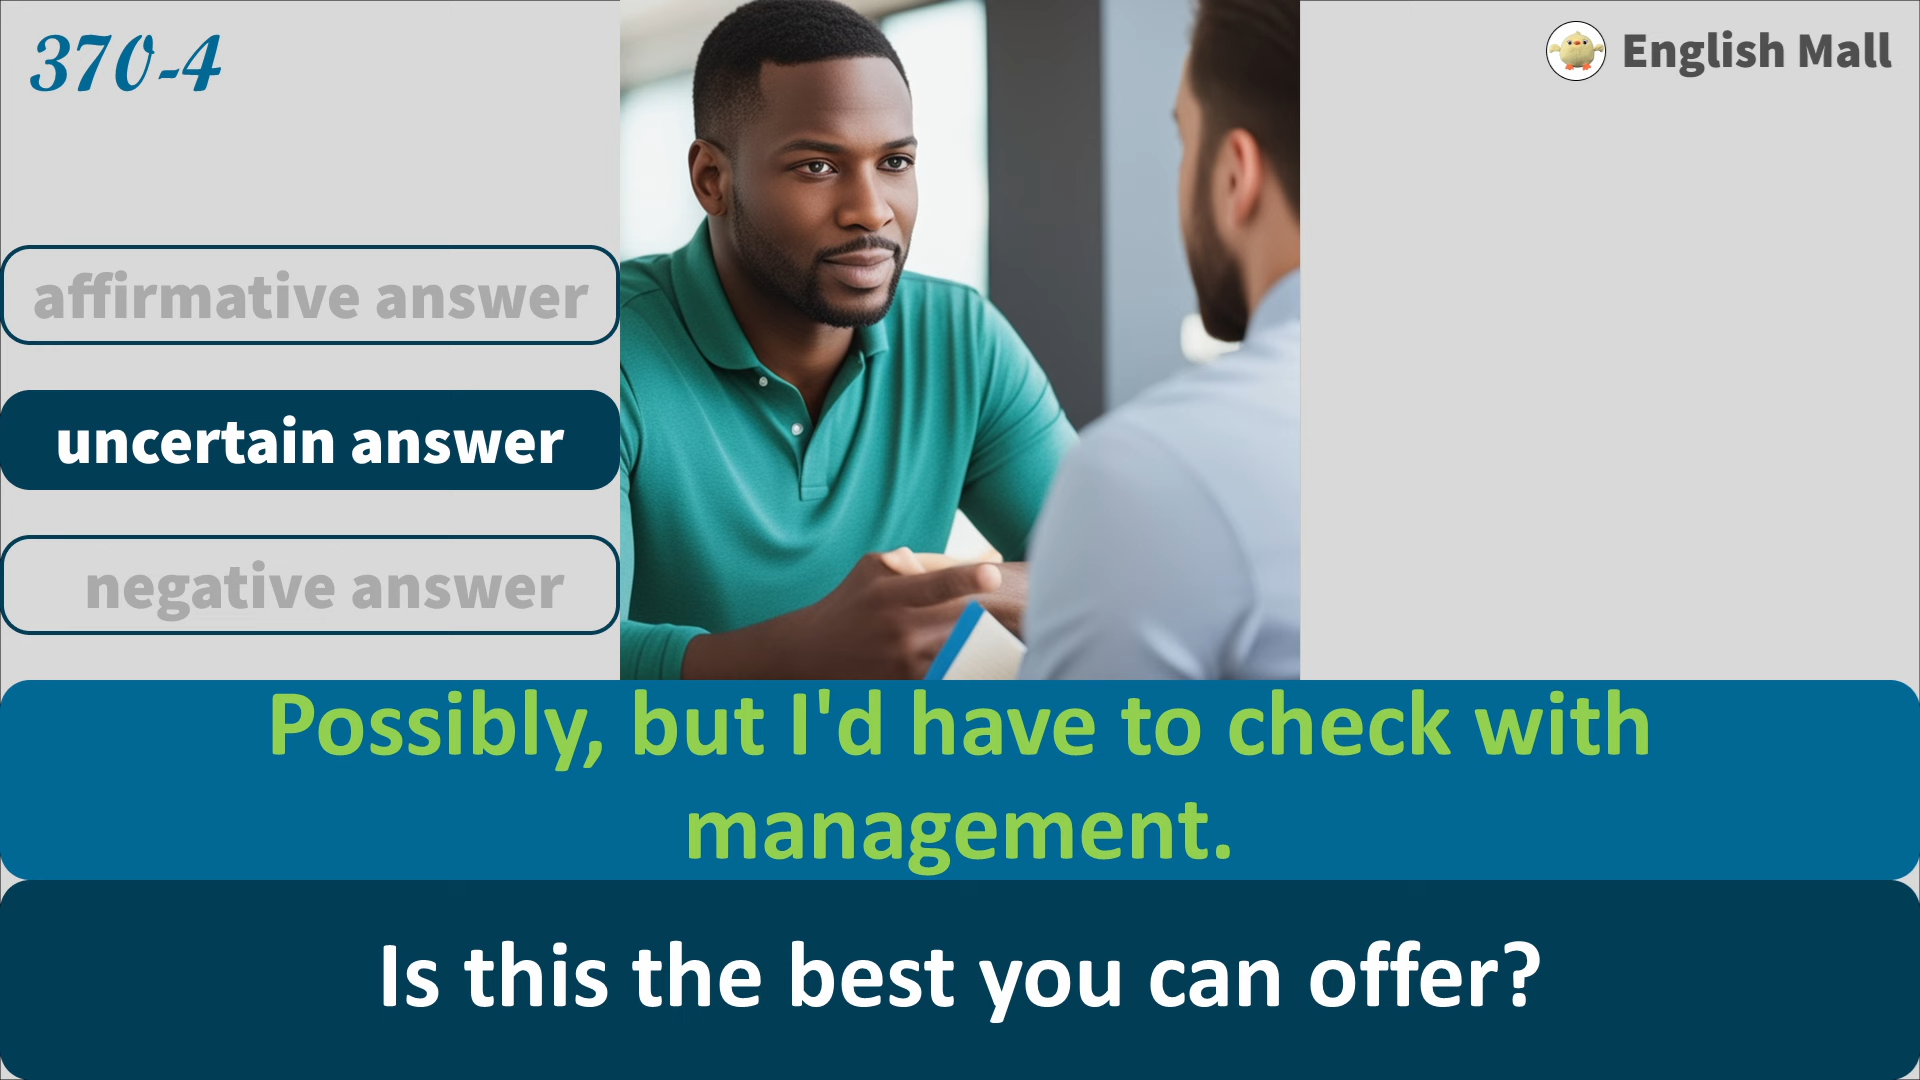 370-4
English Mall
affirmative answer
uncertain answer
negative answer
Possibly, but I'd have to check with
management.
Is this the best you can offer?